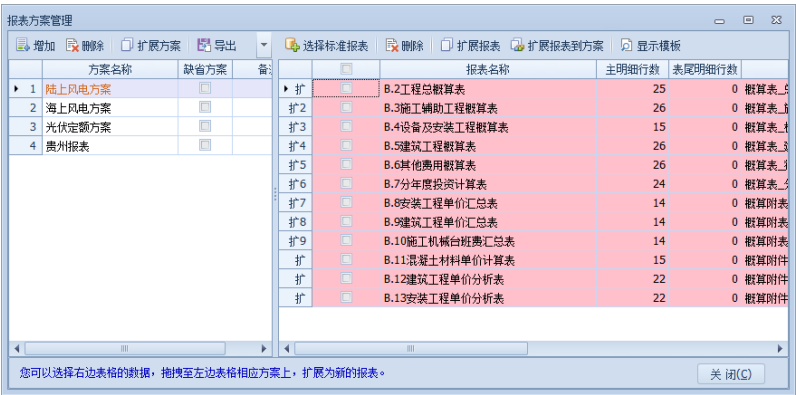 报表方案管理
增加 删除 扩展方案 导出 选择标准报表 删除 扩展报表 扩展报表到方案 显示模板
方案名称 缺省方案 备注 报表名称 主明细行数 表尾明细行数
1 陆上风电方案 扩 B.2工程总概算表 25 0 概算表_
2 海上风电方案 扩2 B.3施工辅助工程概算表 26 0 概算表_
3 光伏定额方案 扩3 B.4设备及安装工程概算表 15 0 概算表_
4 贵州报表 扩4 B.5建筑工程概算表 26 0 概算表_
扩5 B.6其他费用概算表 26 0 概算表_
扩6 B.7分年度投资计算表 24 0 概算表_
扩7 B.8安装工程单价汇总表 14 0 概算附表
扩8 B.9建筑工程单价汇总表 14 0 概算附表
扩9 B.10施工机械台班费汇总表 14 0 概算附表
扩 B.11混凝土材料单价计算表 15 0 概算附件
扩 B.12建筑工程单价分析表 22 0 概算附件
扩 B.13安装工程单价分析表 22 0 概算附件
您可以选择右边表格的数据，拖拽至左边表格相应方案上，扩展为新的报表。 关闭(C)